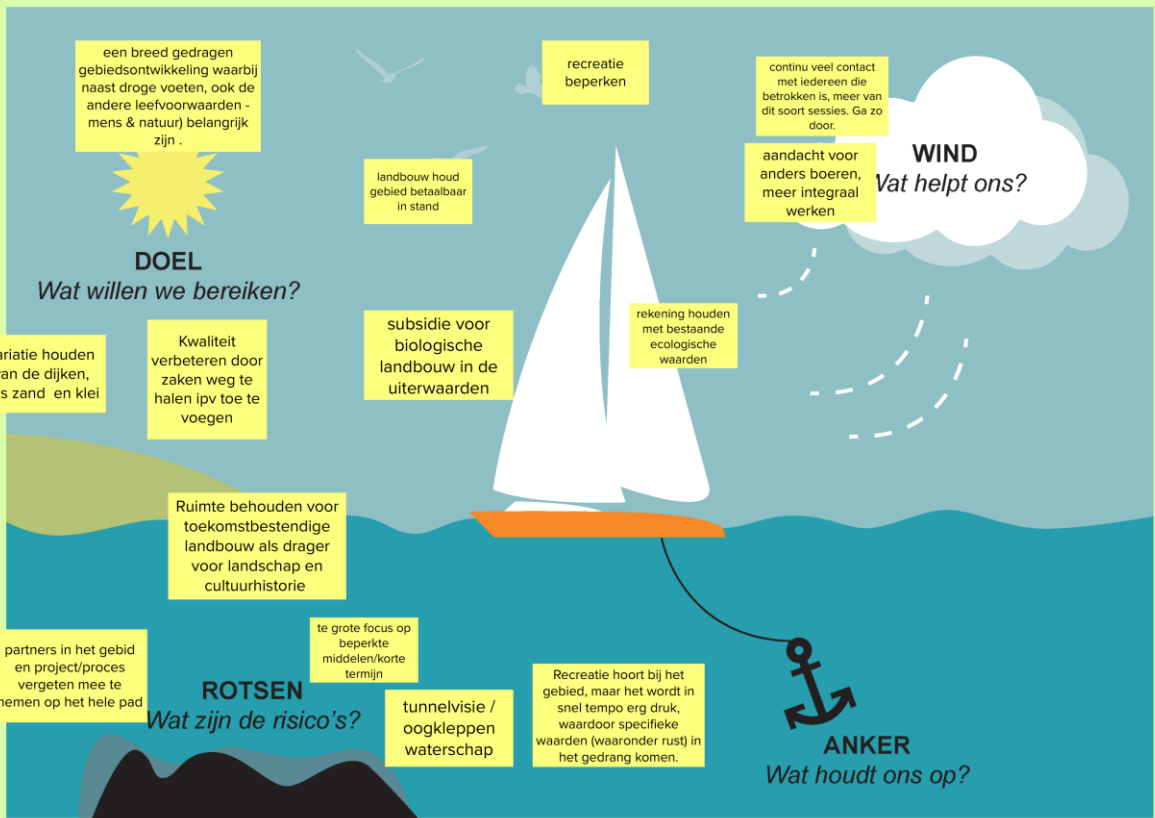 een breed gedragen
gebiedsontwikkeling waarbij
naast droge voeten, ook de
andere leefvoorwaarden -
mens & natuur) belangrijk
zijn .
recreatie
beperken
continu veel contact
met iedereen die
betrokken is, meer van
dit soort sessies. Ga zo
door.
WIND
Wat helpt ons?
aandacht voor
anders boeren,
meer integraal
werken
landbouw houd
gebied betaalbaar
in stand
DOEL
Wat willen we bereiken?
ariatie houden
van de dijken,
s zand en klei
Kwaliteit
verbeteren door
zaken weg te
halen ipv toe te
voegen
subsidie voor
biologische
landbouw in de
uiterwaarden
rekening houden
met bestaande
ecologische
waarden
Ruimte behouden voor
toekomstbestendige
landbouw als drager
voor landschap en
cultuurhistorie
partners in het gebid
en project/proces
vergeten mee te
nemen op het hele pad
te grote focus op
beperkte
middelen/korte
termijn
ROTSEN
Wat zijn de risico's?
tunnelvisie /
oogkleppen
waterschap
Recreatie hoort bij het
gebied, maar het wordt in
snel tempo erg druk,
waardoor specifieke
waarden (waaronder rust) in
het gedrang komen.
ANKER
Wat houdt ons op?